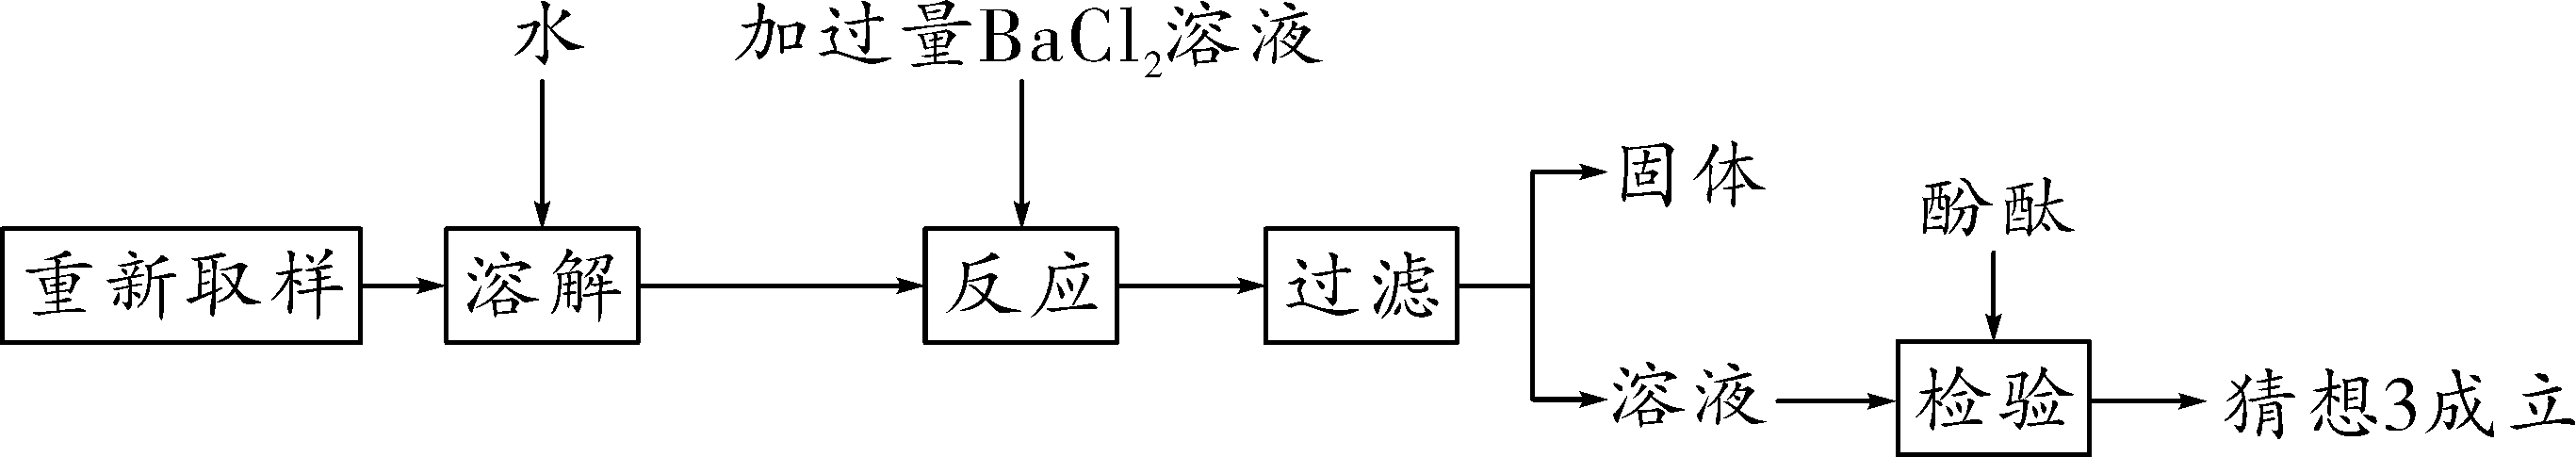 水
加过量BaCl₂溶液
重新取样
溶解
反应
过滤
固体
溶液
酚酞
检验
猜想3成立